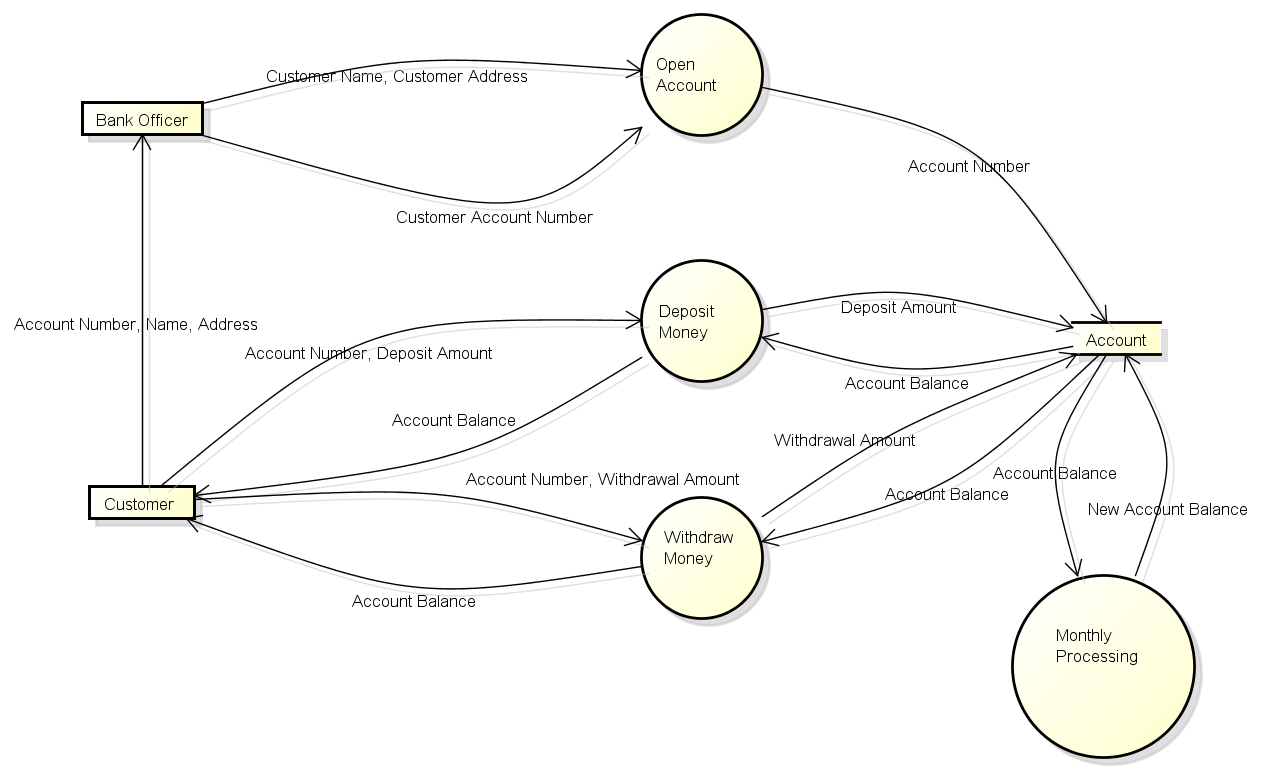 Open
Account
Customer Name, Customer Address
Bank Officer
Account Number
Customer Account Number
Deposit
Money
Deposit Amount
Account Number, Name, Address
Account
Account Number, Deposit Amount
Account Balance
Account Balance
Withdrawal Amount
Account Balance
Account Number, Withdrawal Amount
Account Balance
Customer
New Account Balance
Withdraw
Money
Account Balance
Monthly
Processing